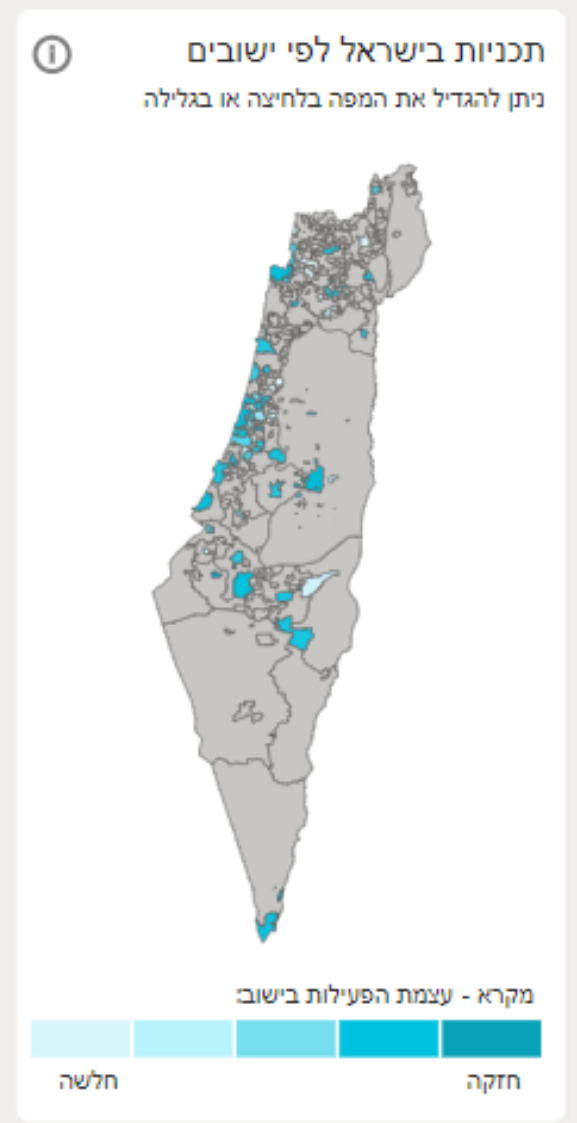 תכניות בישראל לפי ישובים
ניתן להגדיל את המפה בלחיצה או בגלילה
מקרא - עצמת הפעילות בישוב:
חזקה
חלשה